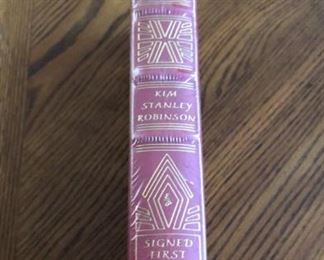 KIM
STANLEY
ROBINSON
SIGNED
FIRST